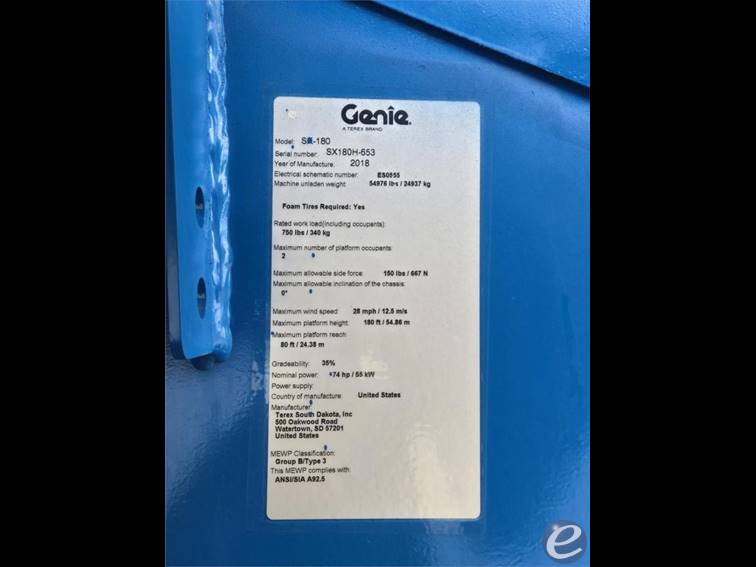 Genie
A TEREX BRAND
Model: SX-180
Serial number: SX180H-653
Year of Manufacture: 2018
Electrical schematic number: ES0555
Machine unladen weight: 54976 lbs / 24937 kg
Foam Tires Required: Yes
Rated work load(including occupants):
750 lbs / 340 kg
Maximum number of platform occupants:
2
Maximum allowable side force: 150 lbs / 667 N
Maximum allowable inclination of the chassis:
0°
Maximum wind speed: 28 mph / 12.5 m/s
Maximum platform height: 180 ft / 54.86 m
Maximum platform reach:
80 ft / 24.38 m
Gradeability: 35%
Nominal power: 74 hp / 55 kW
Power supply:
Country of manufacture: United States
Manufacturer:
Terex South Dakota, Inc
500 Oakwood Road
Watertown, SD 57201
United States
MEWP Classification:
Group B/Type 3
This MEWP complies with:
ANSI/SIA A92.5
e